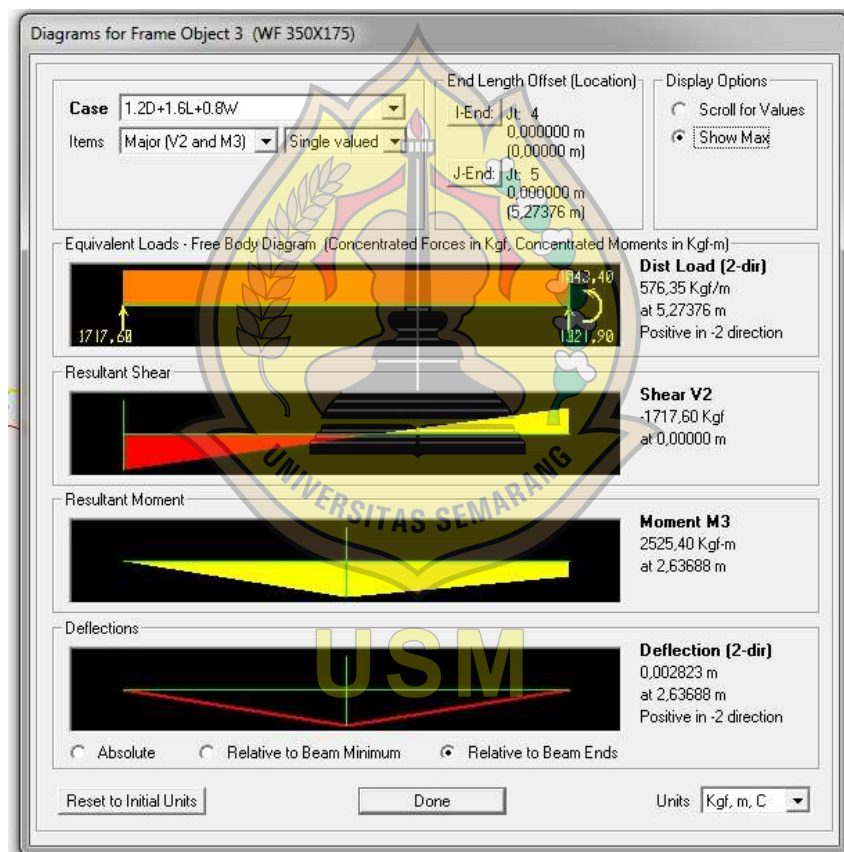 Diagrams for Frame Object 3 (WF 350X175)
Case 1.2D+1.6L+0.8W
Items Major (V2 and M3) Single valued
End Length Offset (Location)
I-End: Jt: 4
0,000000 m
(0,00000 m)
J-End: Jt: 5
0,000000 m
(5,27376 m)
Display Options
Scroll for Values
Show Max
Equivalent Loads - Free Body Diagram (Concentrated Forces in Kgf, Concentrated Moments in Kgf-m)
1717,60
Dist Load (2-dir)
576,35 Kgf/m
at 5,27376 m
Positive in -2 direction
Resultant Shear
Shear V2
-1717,60 Kgf
at 0,00000 m
Resultant Moment
Moment M3
2525,40 Kgf-m
at 2,63688 m
Deflections
Deflection (2-dir)
0,002823 m
at 2,63688 m
Positive in -2 direction
Absolute
Relative to Beam Minimum
Relative to Beam Ends
Reset to Initial Units
Done
Units Kgf, m, C
UNIVERSITAS SEMARANG
USM